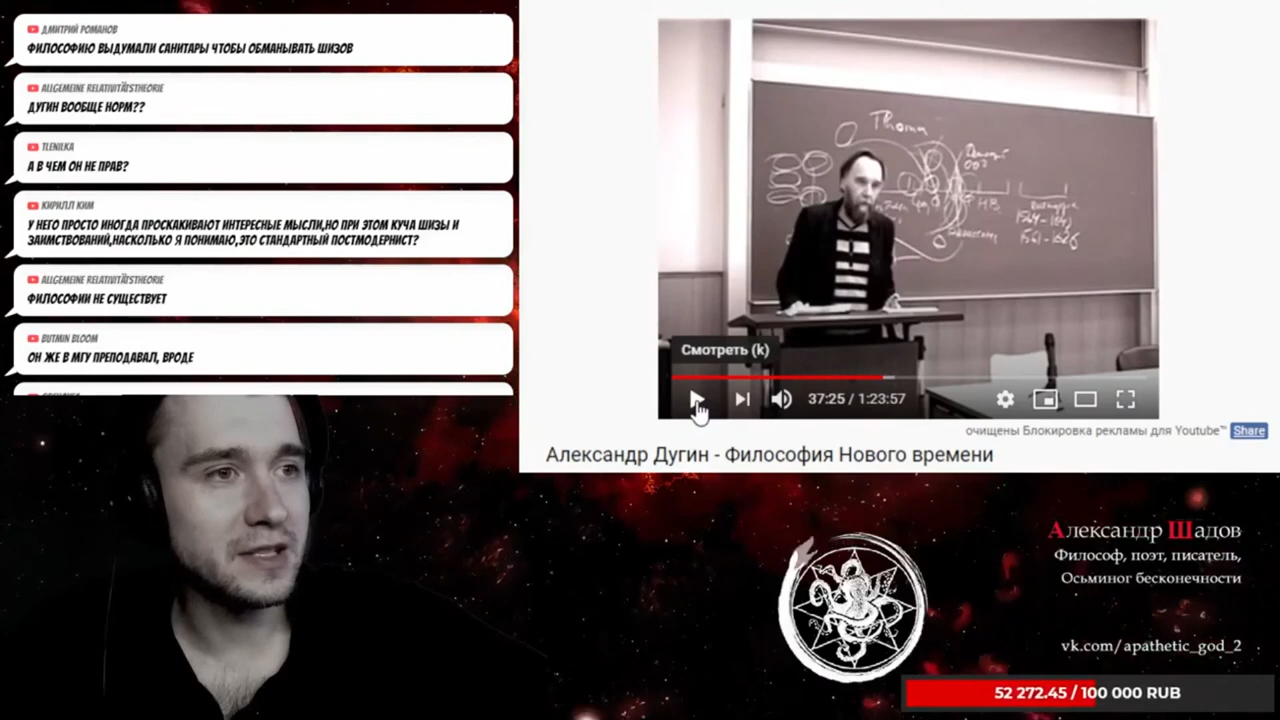 ДМИТРИЙ РОМАНОВ
ФИЛОСОФИЮ ВЫДУМАЛИ САНИТАРЫ ЧТОБЫ ОБМАНЫВАТЬ ШИЗОВ
ALLGEMEINE RELATIVITÄTSTHEORIE
ДУГИН ВООБЩЕ НОРМ??
TLENILKA
А В ЧЕМ ОН НЕ ПРАВ?
КИРИЛЛ КИМ
У НЕГО ПРОСТО ИНОГДА ПРОСКАКИВАЮТ ИНТЕРЕСНЫЕ МЫСЛИ,НО ПРИ ЭТОМ КУЧА ШИЗЫ И
ЗАИМСТВОВАНИЙ,НАСКОЛЬКО Я ПОНИМАЮ,ЭТО СТАНДАРТНЫЙ ПОСТМОДЕРНИСТ?
ALLGEMEINE RELATIVITÄTSTHEORIE
ФИЛОСОФИИ НЕ СУЩЕСТВУЕТ
BUTMIN BLOOM
ОН ЖЕ В МГУ ПРЕПОДАВАЛ, ВРОДЕ
Thoma
1561-1626
Смотреть (k)
37:25 / 1:23:57
очищены Блокировка рекламы для Youtube™ Share
Александр Дугин - Философия Нового времени
Александр Шадов
Философ, поэт, писатель,
Осьминог бесконечности
vk.com/apathetic_god_2
52 272.45 / 100 000 RUB